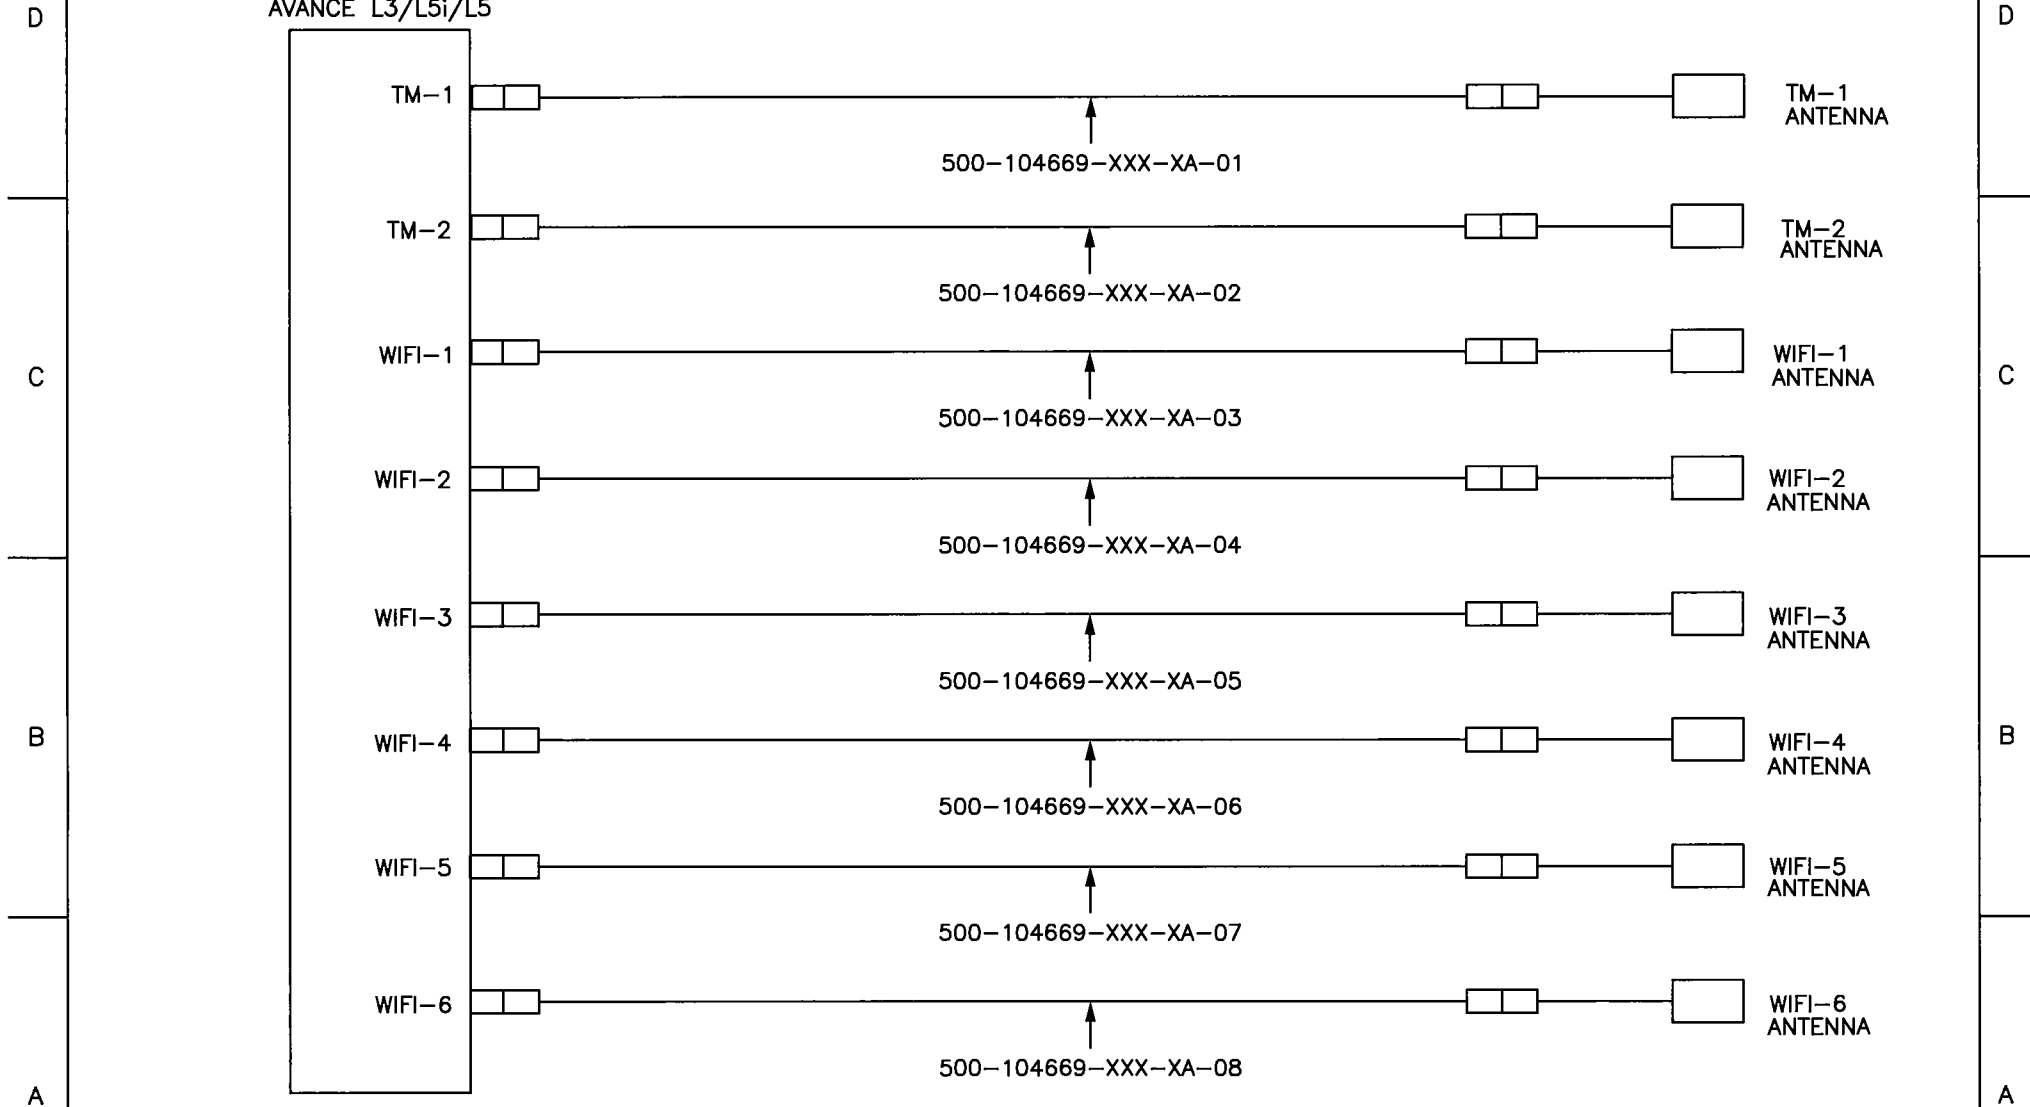 D
AVANCE L3/L5i/L5
D
TM-1
TM-1
ANTENNA
500-104669-XXX-XA-01
TM-2
TM-2
ANTENNA
500-104669-XXX-XA-02
WIFI-1
WIFI-1
ANTENNA
C
C
500-104669-XXX-XA-03
WIFI-2
WIFI-2
ANTENNA
500-104669-XXX-XA-04
WIFI-3
WIFI-3
ANTENNA
500-104669-XXX-XA-05
B
B
WIFI-4
WIFI-4
ANTENNA
500-104669-XXX-XA-06
WIFI-5
WIFI-5
ANTENNA
500-104669-XXX-XA-07
WIFI-6
WIFI-6
ANTENNA
500-104669-XXX-XA-08
A
A